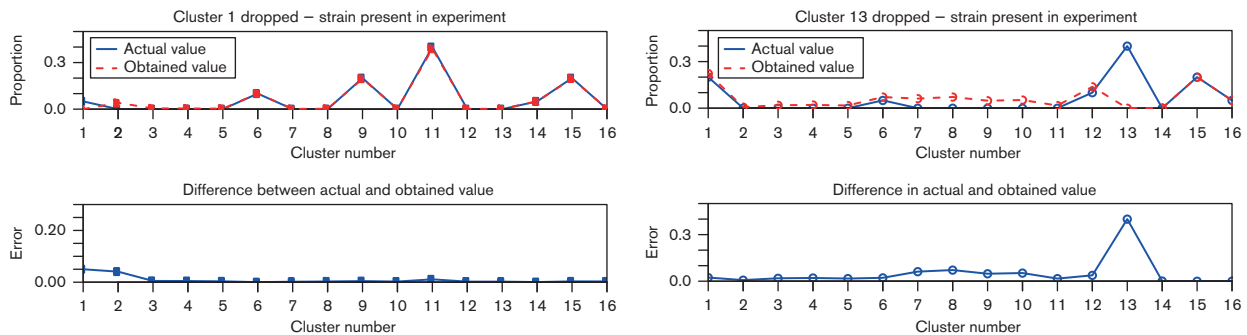 Cluster 1 dropped – strain present in experiment
Proportion
0.3
0.0
Actual value
Obtained value
1 2 3 4 5 6 7 8 9 10 11 12 13 14 15 16
Cluster number
Difference between actual and obtained value
Error
0.20
0.00
1 2 3 4 5 6 7 8 9 10 11 12 13 14 15 16
Cluster number
Cluster 13 dropped – strain present in experiment
Proportion
0.3
0.0
Actual value
Obtained value
1 2 3 4 5 6 7 8 9 10 11 12 13 14 15 16
Cluster number
Difference in actual and obtained value
Error
0.3
0.0
1 2 3 4 5 6 7 8 9 10 11 12 13 14 15 16
Cluster number